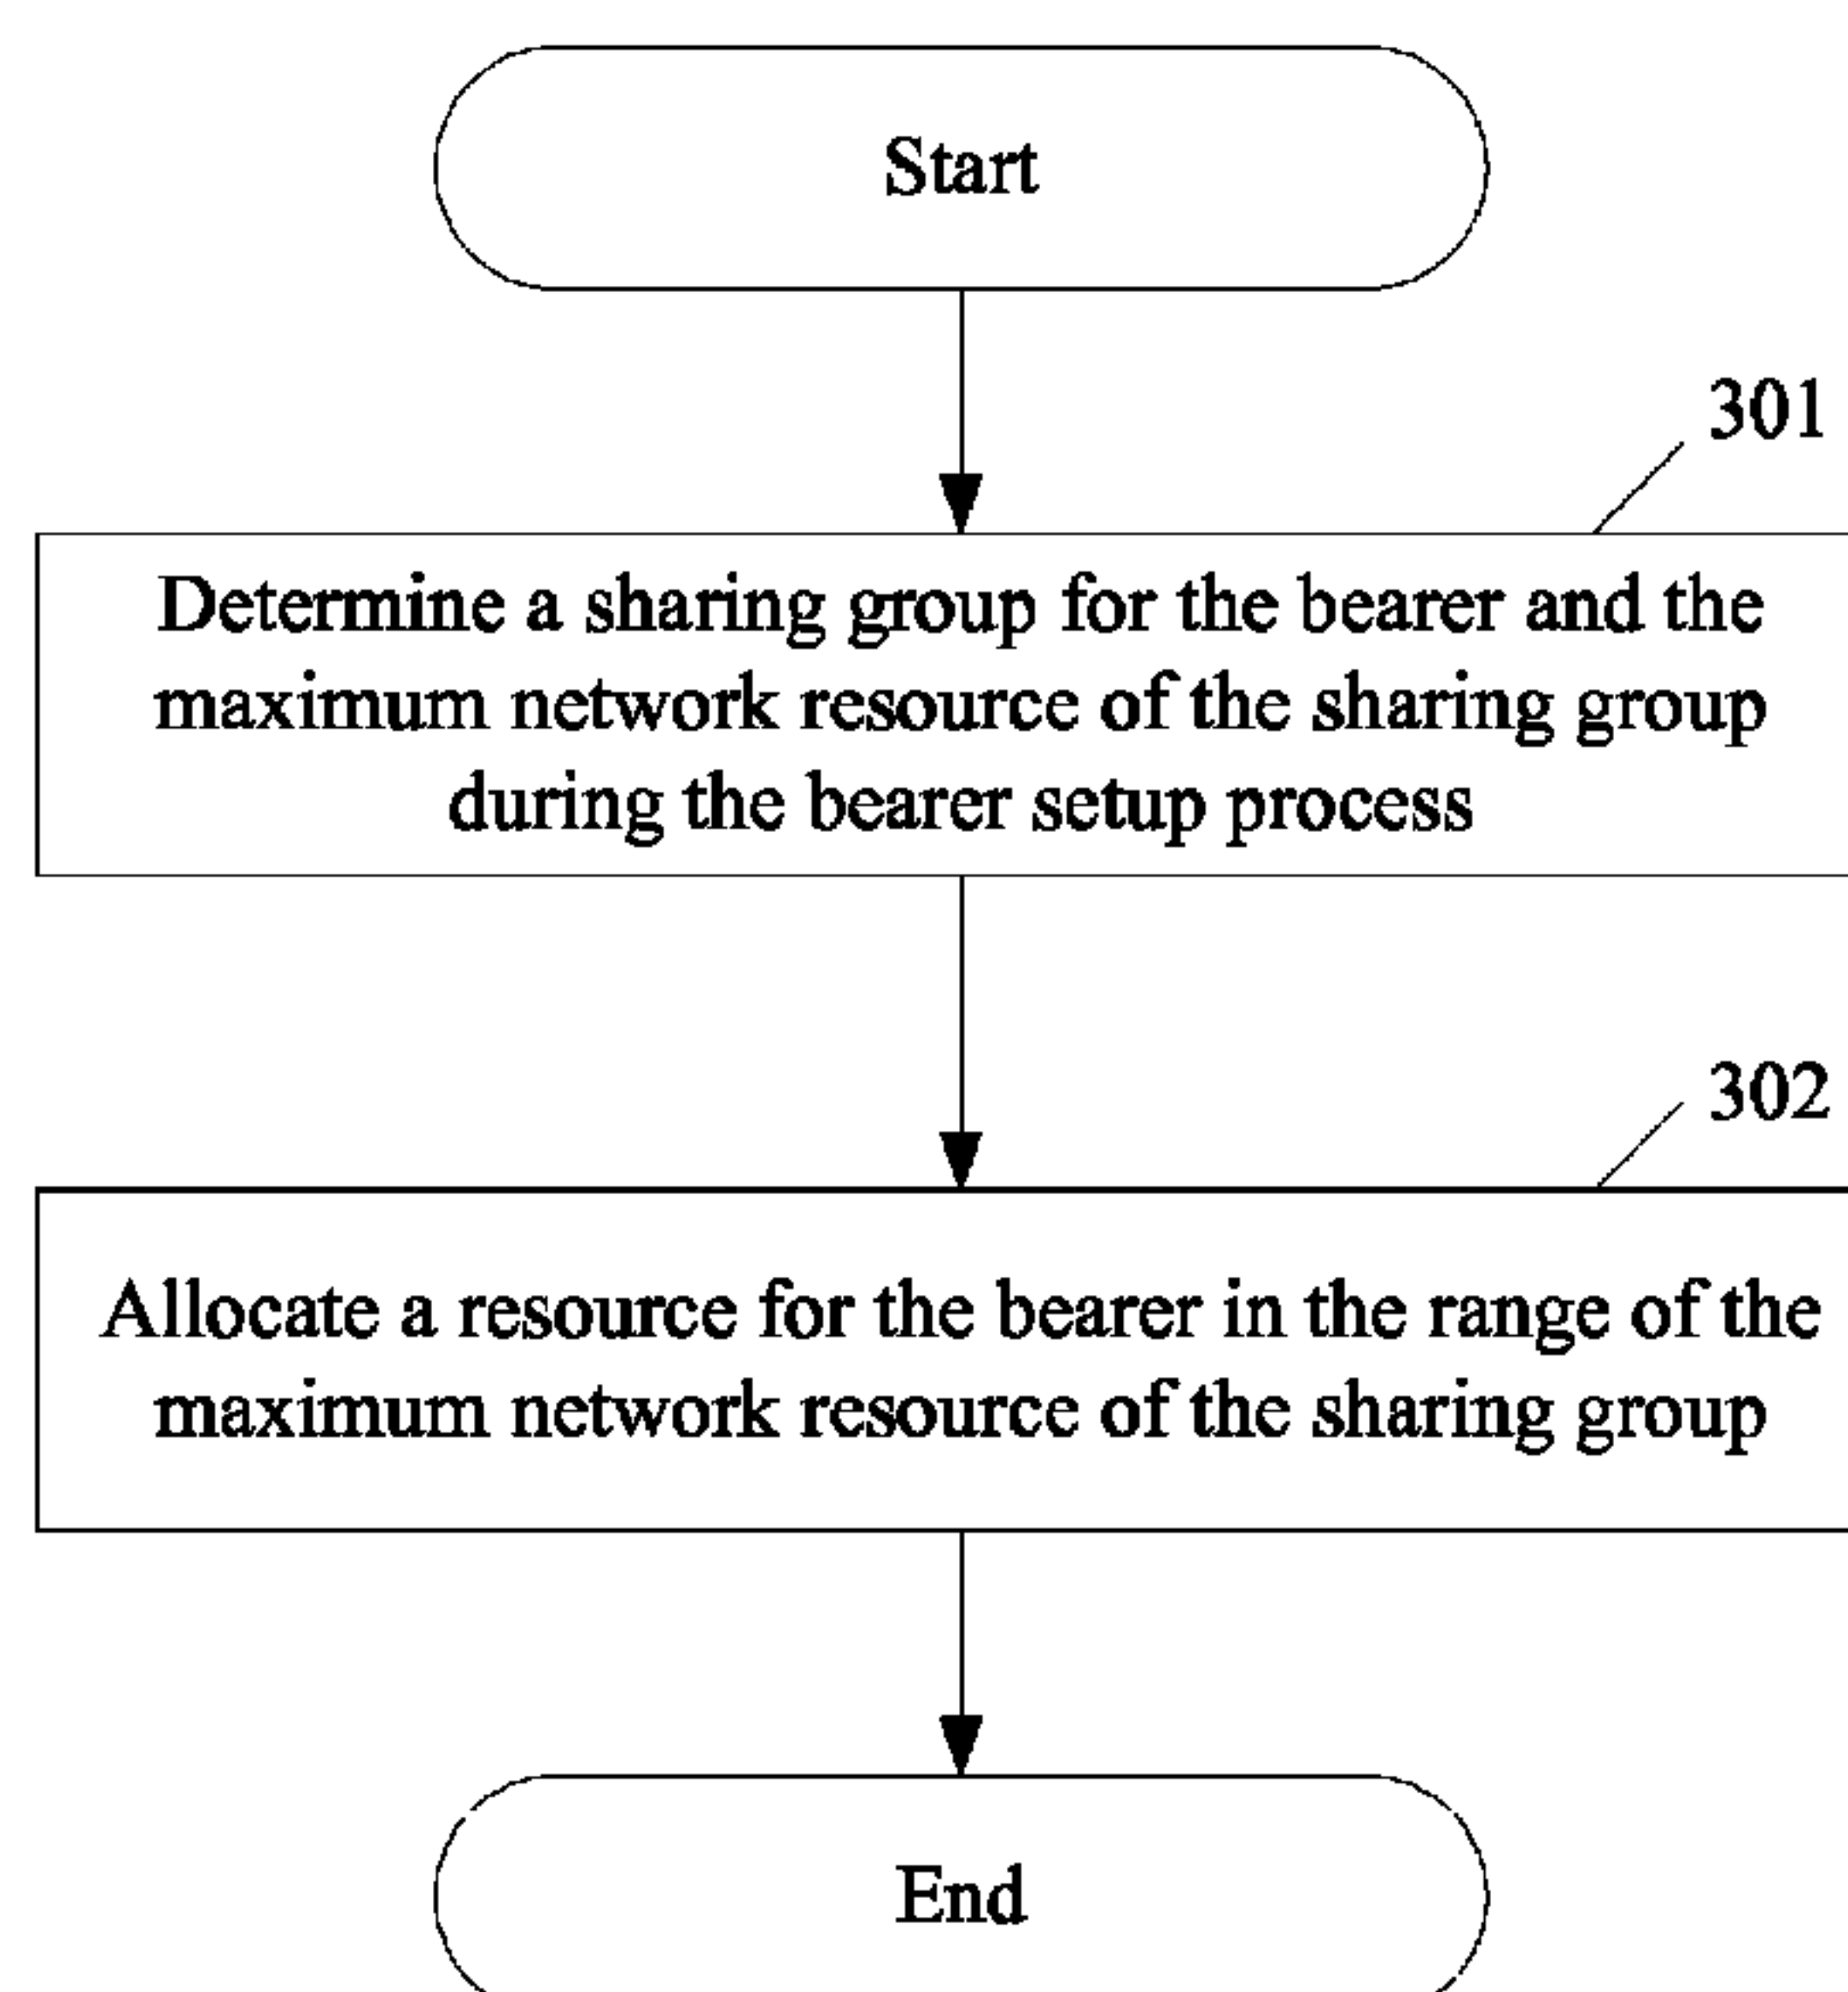 Start
301
Determine a sharing group for the bearer and the
maximum network resource of the sharing group
during the bearer setup process
302
Allocate a resource for the bearer in the range of the
maximum network resource of the sharing group
End